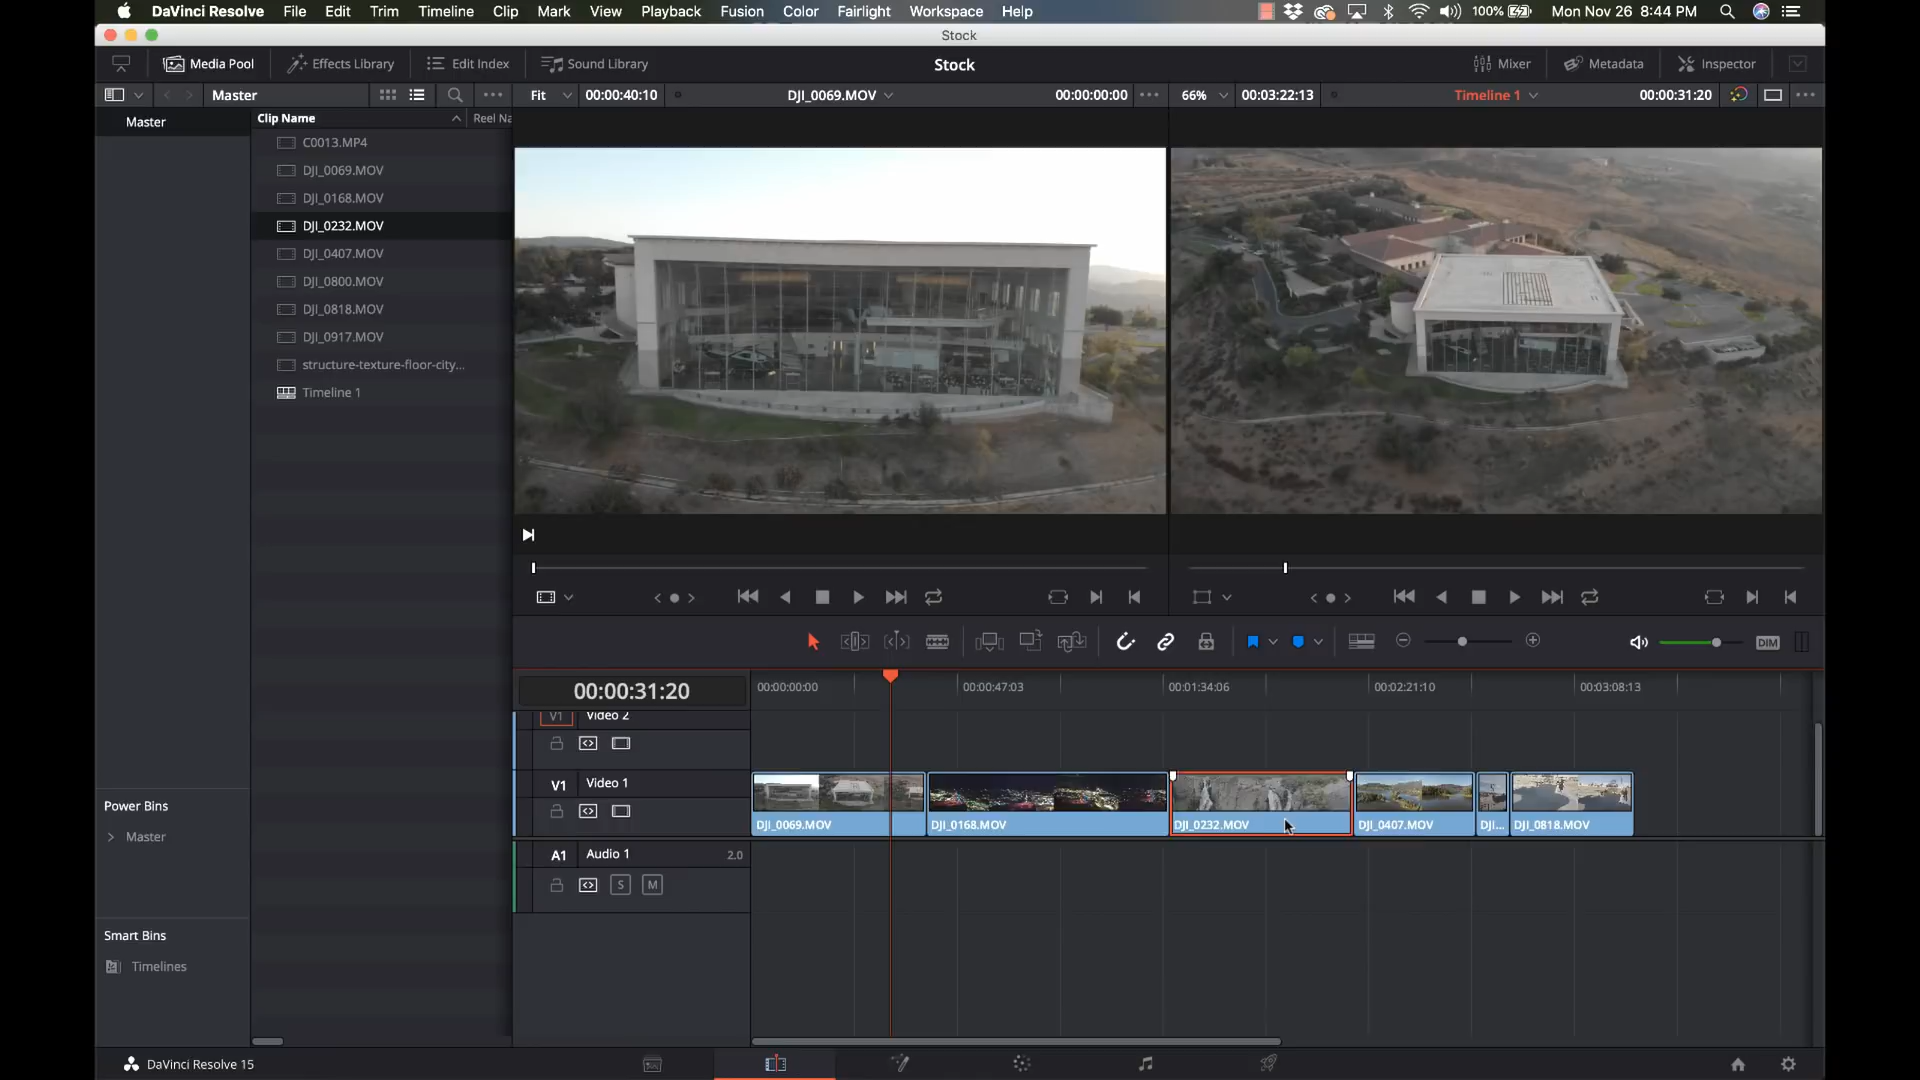 DaVinci Resolve File Edit Trim Timeline Clip Mark View Playback Fusion Color Fairlight Workspace Help 100% Mon Nov 26 8:44 PM
Stock
Media Pool Effects Library Edit Index Sound Library Stock Mixer Metadata Inspector
Master Fit 00:00:40:10 DJI_0069.MOV 00:00:00:00 66% 00:03:22:13 Timeline 1 00:00:31:20
Master
Clip Name Reel Na
C0013.MP4
DJI_0069.MOV
DJI_0168.MOV
DJI_0232.MOV
DJI_0407.MOV
DJI_0800.MOV
DJI_0818.MOV
DJI_0917.MOV
structure-texture-floor-city...
Timeline 1
DIM
00:00:31:20 00:00:00:00 00:00:47:03 00:01:34:06 00:02:21:10 00:03:08:13
V1 Video 2
V1 Video 1
DJI_0069.MOV DJI_0168.MOV DJI_0232.MOV DJI_0407.MOV DJI... DJI_0818.MOV
A1 Audio 1 2.0
S M
Power Bins
Master
Smart Bins
Timelines
DaVinci Resolve 15